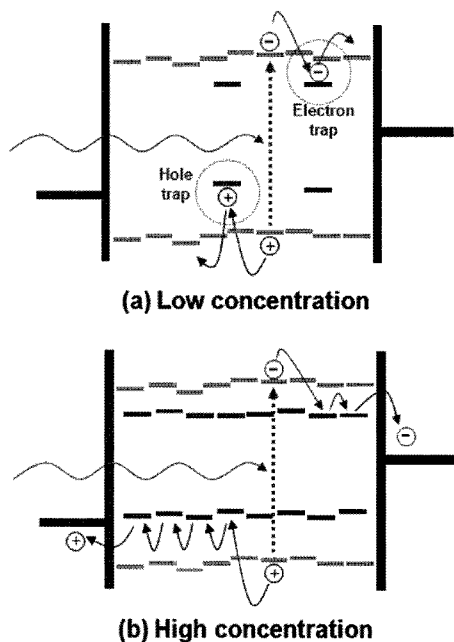 Electron
trap
Hole
trap
(a) Low concentration
(b) High concentration